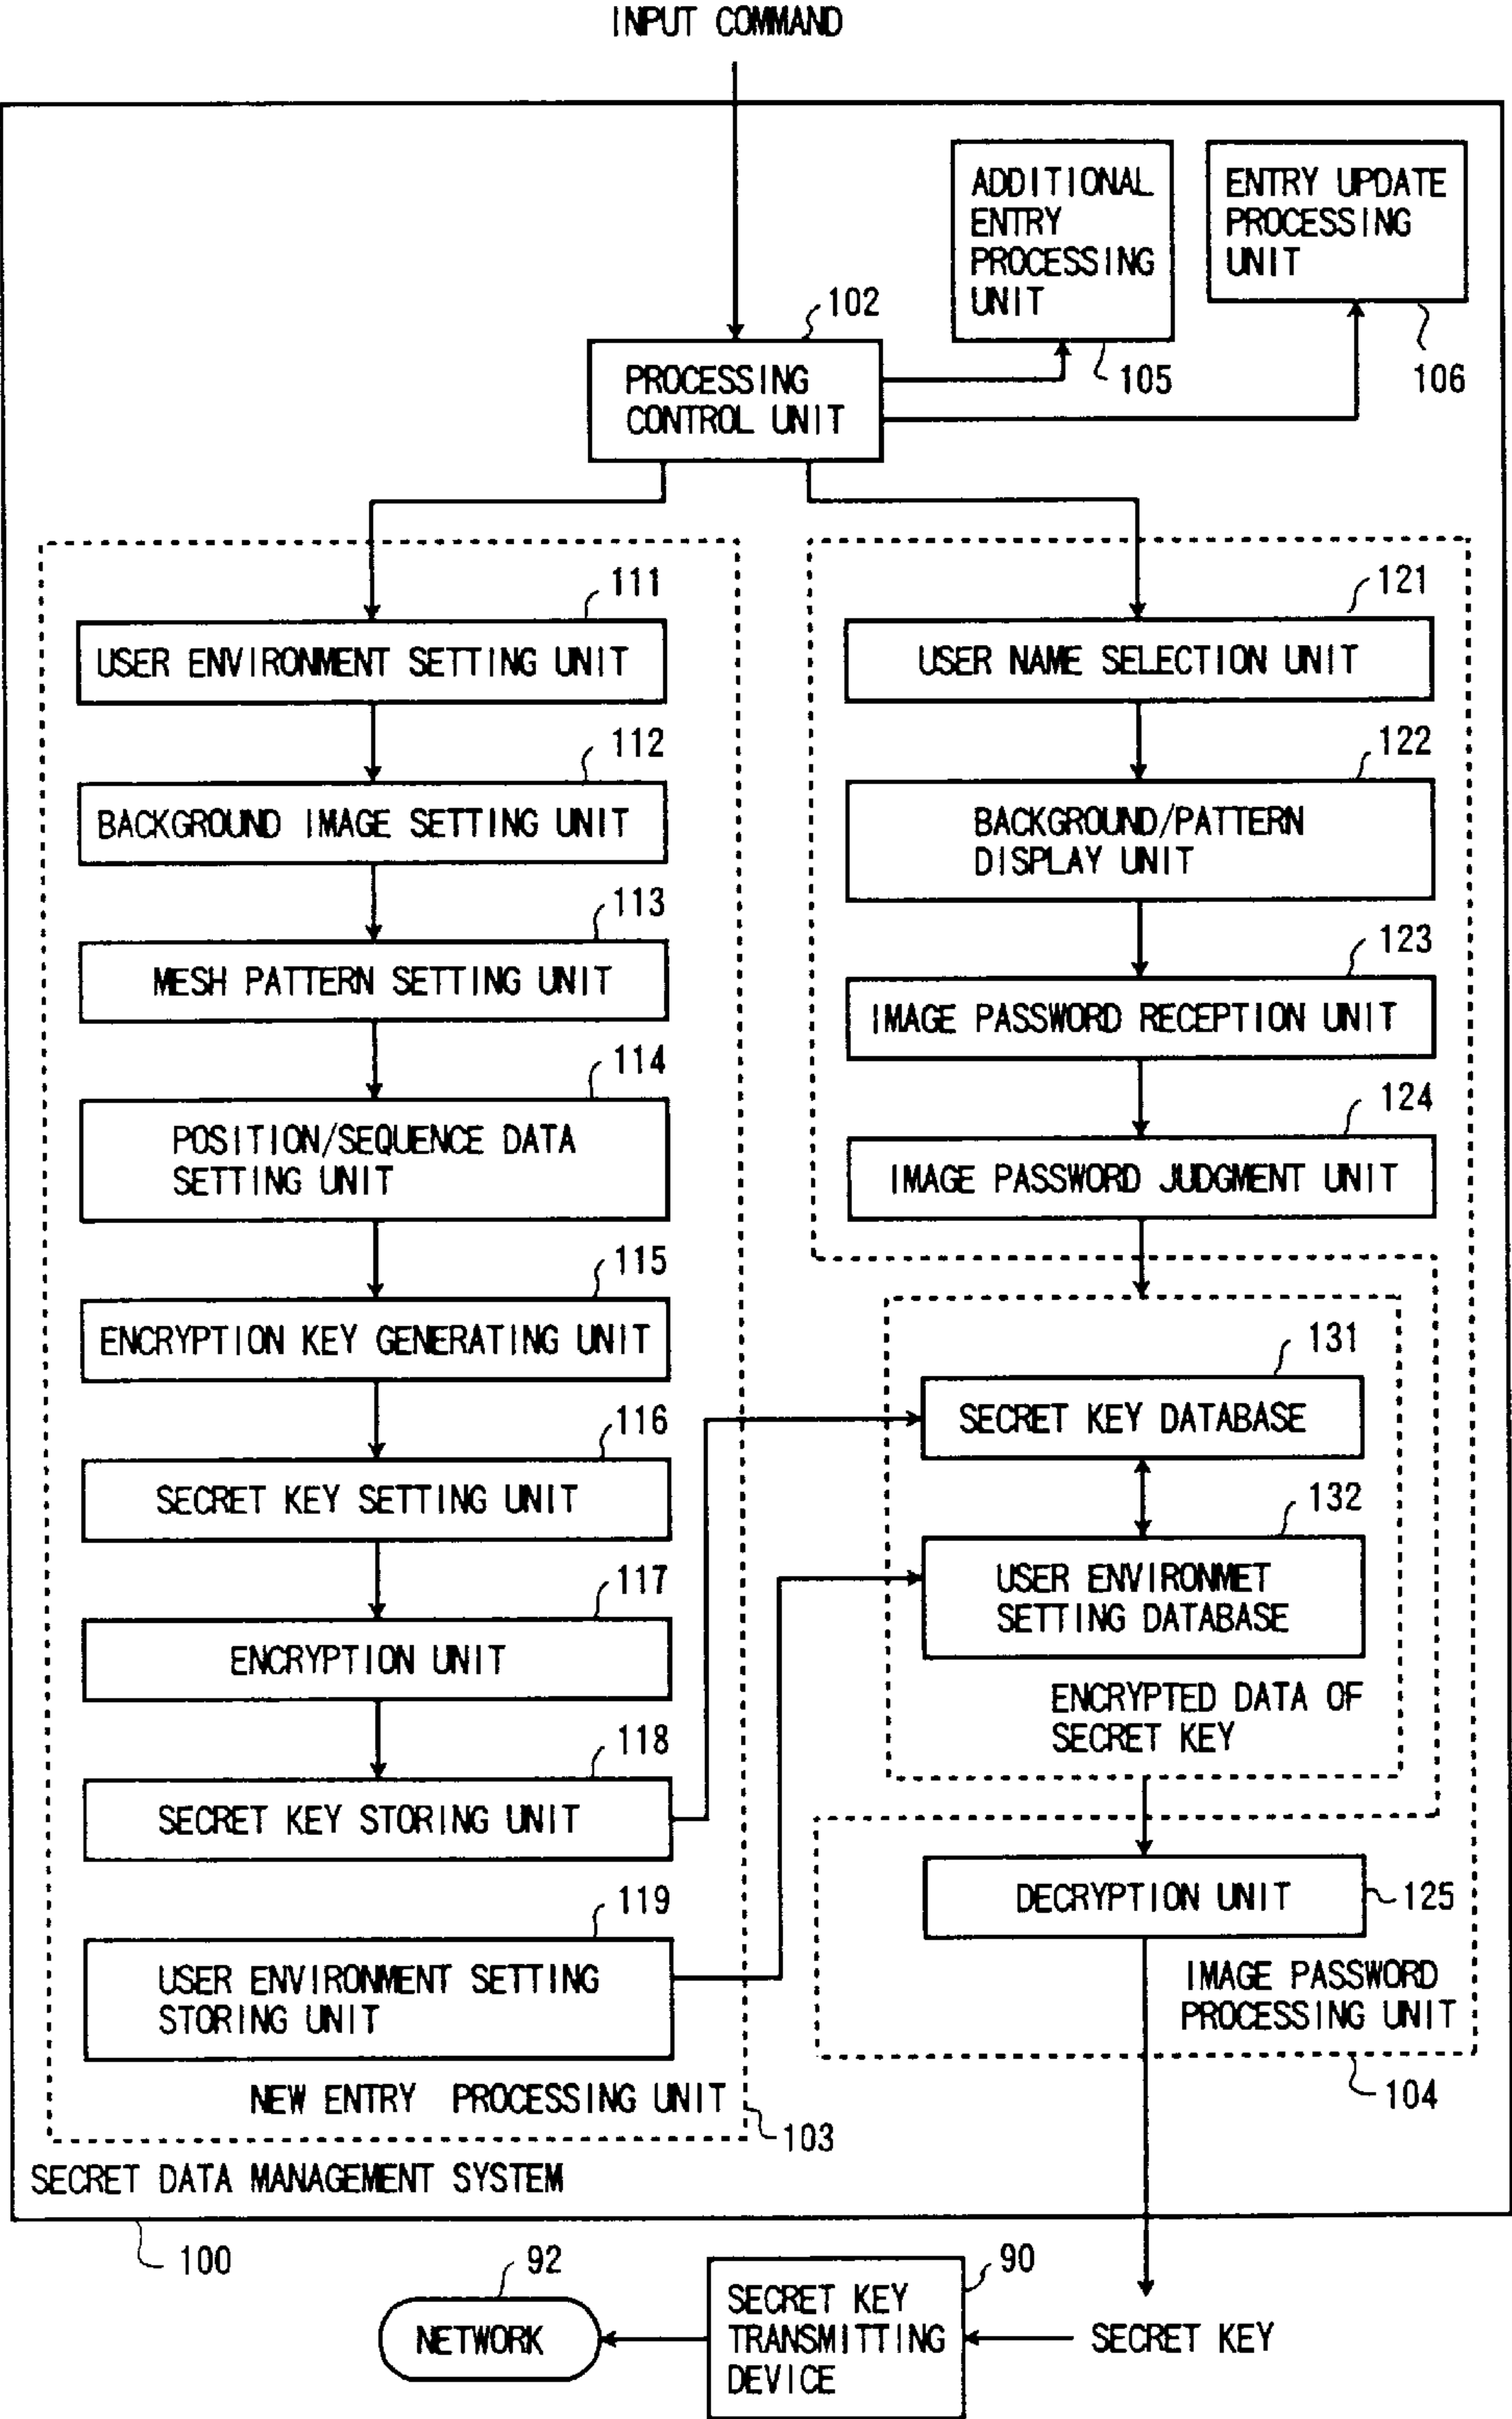 INPUT COMMAND
ADDITIONAL
ENTRY
PROCESSING
UNIT
105
ENTRY UPDATE
PROCESSING
UNIT
106
102
PROCESSING
CONTROL UNIT
111
USER ENVIRONMENT SETTING UNIT
112
BACKGROUND IMAGE SETTING UNIT
113
MESH PATTERN SETTING UNIT
114
POSITION/SEQUENCE DATA
SETTING UNIT
115
ENCRYPTION KEY GENERATING UNIT
116
SECRET KEY SETTING UNIT
117
ENCRYPTION UNIT
118
SECRET KEY STORING UNIT
119
USER ENVIRONMENT SETTING
STORING UNIT
NEW ENTRY PROCESSING UNIT
103
121
USER NAME SELECTION UNIT
122
BACKGROUND/PATTERN
DISPLAY UNIT
123
IMAGE PASSWORD RECEPTION UNIT
124
IMAGE PASSWORD JUDGMENT UNIT
131
SECRET KEY DATABASE
132
USER ENVIRONMET
SETTING DATABASE
ENCRYPTED DATA OF
SECRET KEY
DECRYPTION UNIT
125
IMAGE PASSWORD
PROCESSING UNIT
104
SECRET DATA MANAGEMENT SYSTEM
100
92
NETWORK
90
SECRET KEY
TRANSMITTING
DEVICE
SECRET KEY